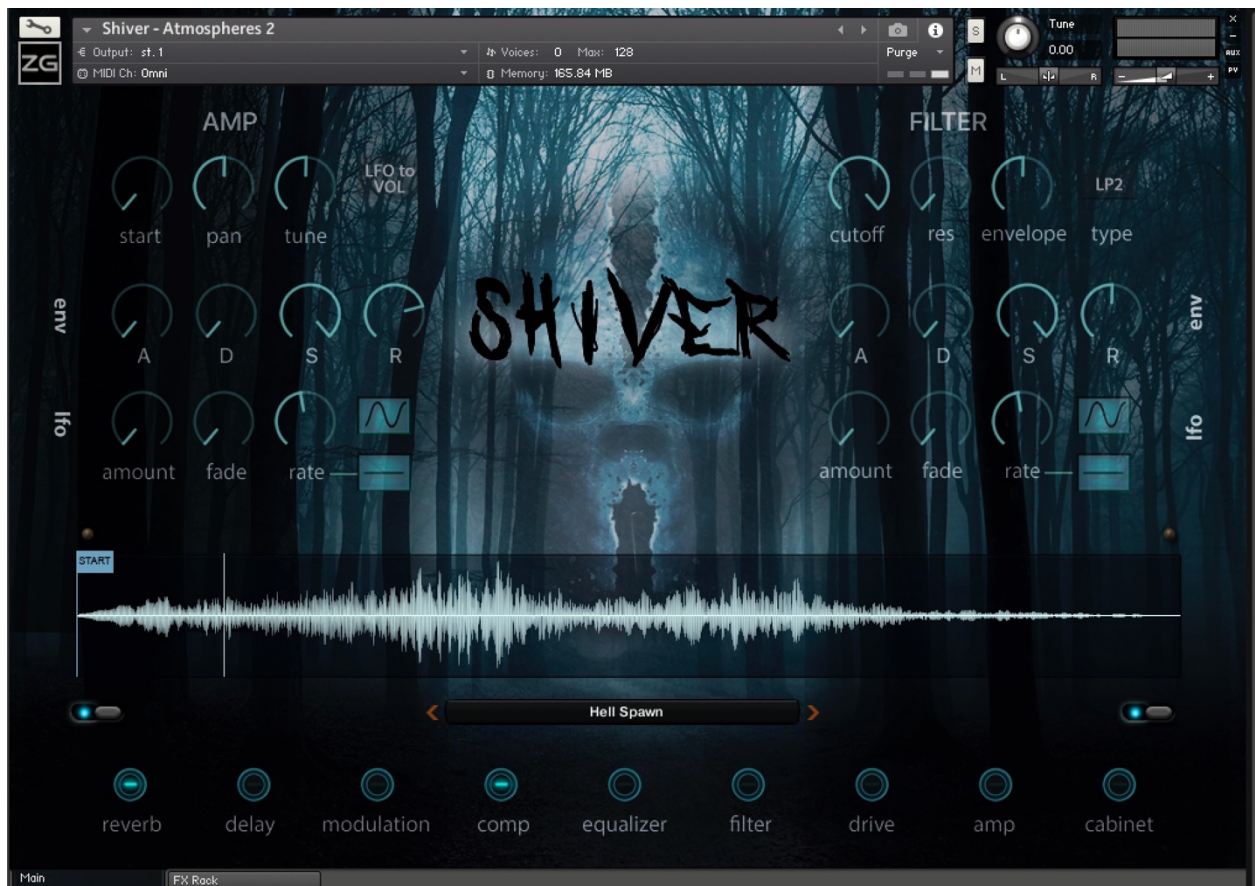 Shiver - Atmospheres 2
Output: st.1
Voices: 0 Max: 128
Purge
MIDI Ch: Omni
Memory: 165.84 MB
ZG
S
M
Tune
0.00
L
R
-
+
×
-
AUX
PV
AMP
FILTER
LFO to
VOL
LP2
start pan tune
cutoff res envelope type
env
A D S R
A D S R
env
SHIVER
lfo
amount fade rate
amount fade rate
lfo
START
Hell Spawn
reverb delay modulation comp equalizer filter drive amp cabinet
Main FX Rack